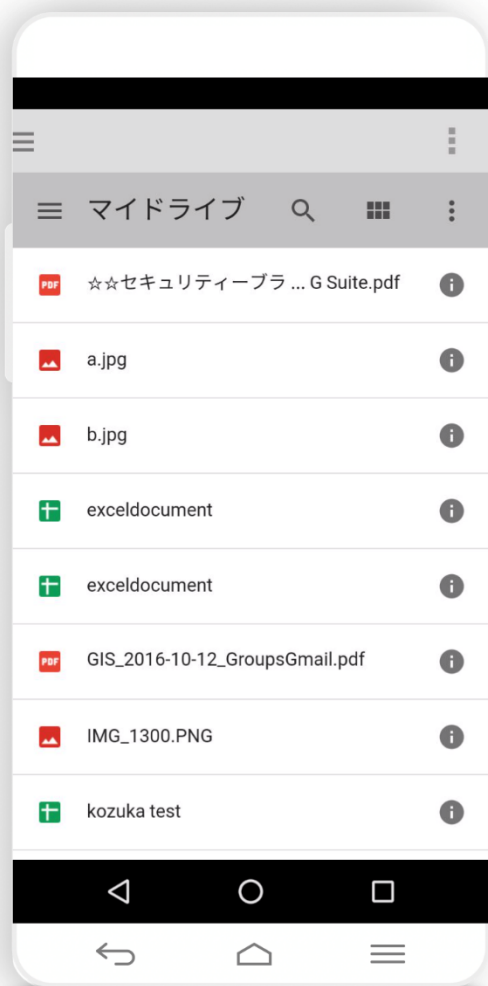 マイドライブ
PDF ☆☆セキュリティーブラ ... G Suite.pdf
a.jpg
b.jpg
exceldocument
exceldocument
PDF GIS_2016-10-12_GroupsGmail.pdf
IMG_1300.PNG
kozuka test